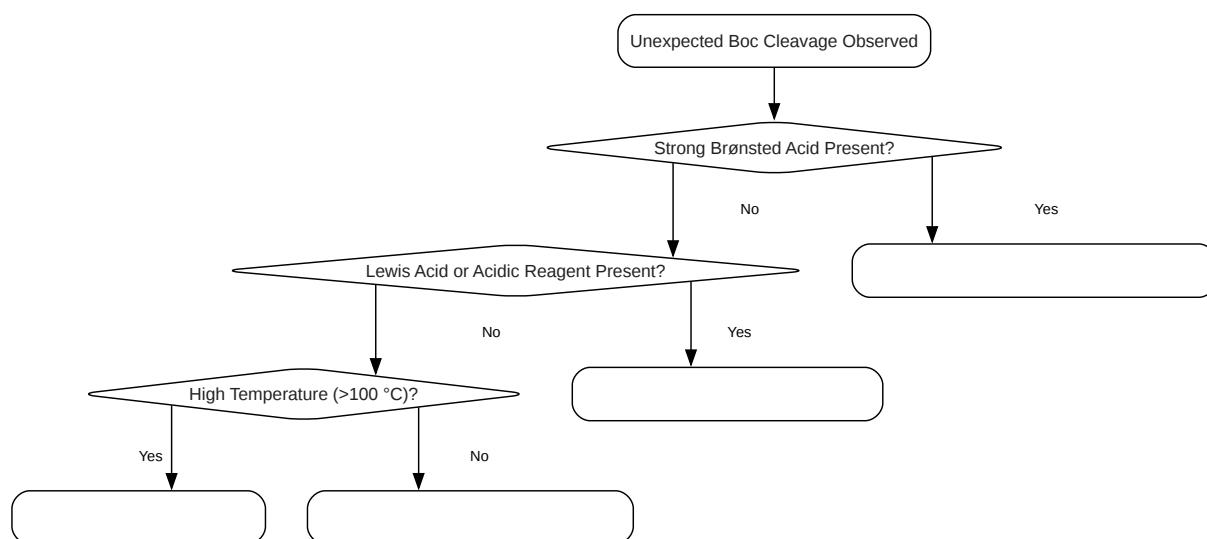 Unexpected Boc Cleavage Observed
Strong Brønsted Acid Present?
No
Yes
Lewis Acid or Acidic Reagent Present?
No
Yes
High Temperature (>100 °C)?
Yes
No